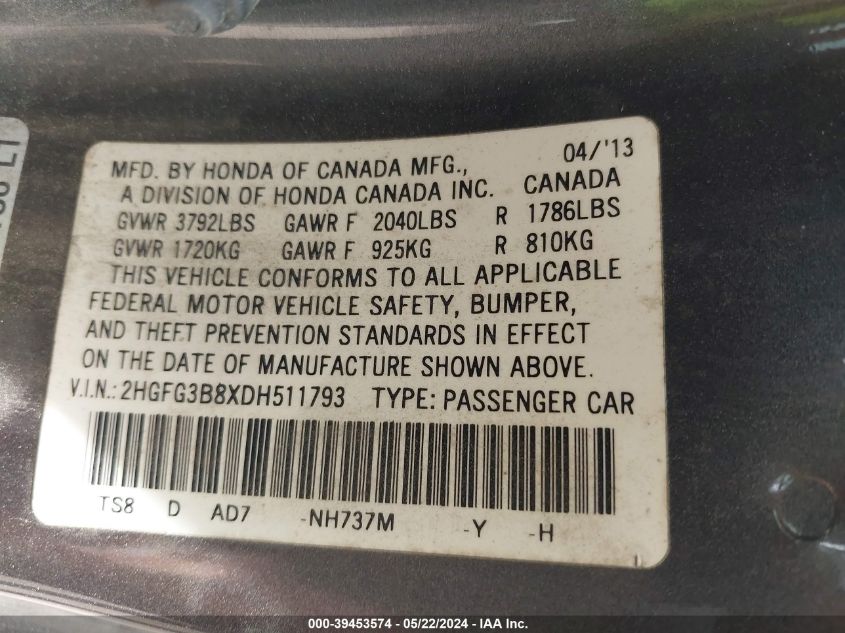 MFD. BY HONDA OF CANADA MFG., 04/'13
A DIVISION OF HONDA CANADA INC. CANADA
GVWR 3792LBS GAWR F 2040LBS R 1786LBS
GVWR 1720KG GAWR F 925KG R 810KG
THIS VEHICLE CONFORMS TO ALL APPLICABLE
FEDERAL MOTOR VEHICLE SAFETY, BUMPER,
AND THEFT PREVENTION STANDARDS IN EFFECT
ON THE DATE OF MANUFACTURE SHOWN ABOVE.
V.I.N.: 2HGFG3B8XDH511793 TYPE: PASSENGER CAR
TS8 D AD7 -NH737M -Y -H
000-39453574 - 05/22/2024 - IAA Inc.